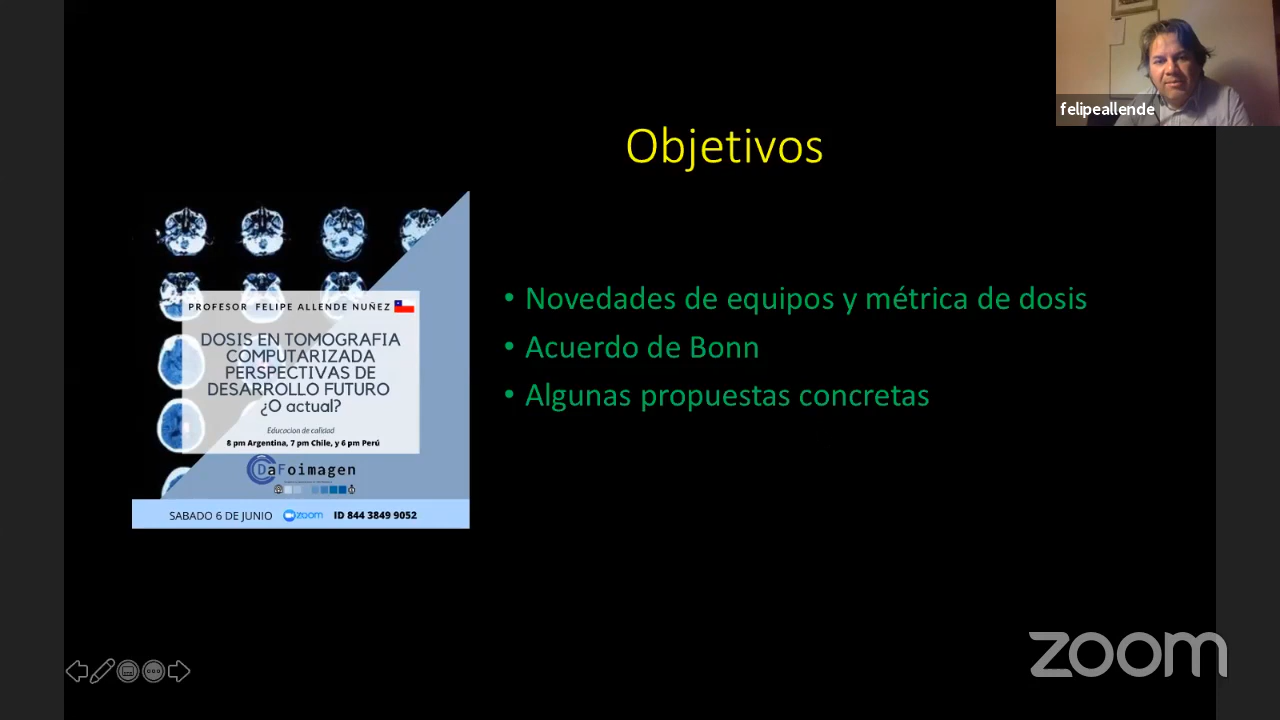 felipeallende
Objetivos
PROFESOR FELIPE ALLENDE NUÑEZ
DOSIS EN TOMOGRAFIA
COMPUTARIZADA
PERSPECTIVAS DE
DESARROLLO FUTURO
¿O actual?
Educacion de calidad
8 pm Argentina, 7 pm Chile, y 6 pm Perú
DaFoimagen
SABADO 6 DE JUNIO zoom ID 844 3849 9052
• Novedades de equipos y métrica de dosis
• Acuerdo de Bonn
• Algunas propuestas concretas
zoom